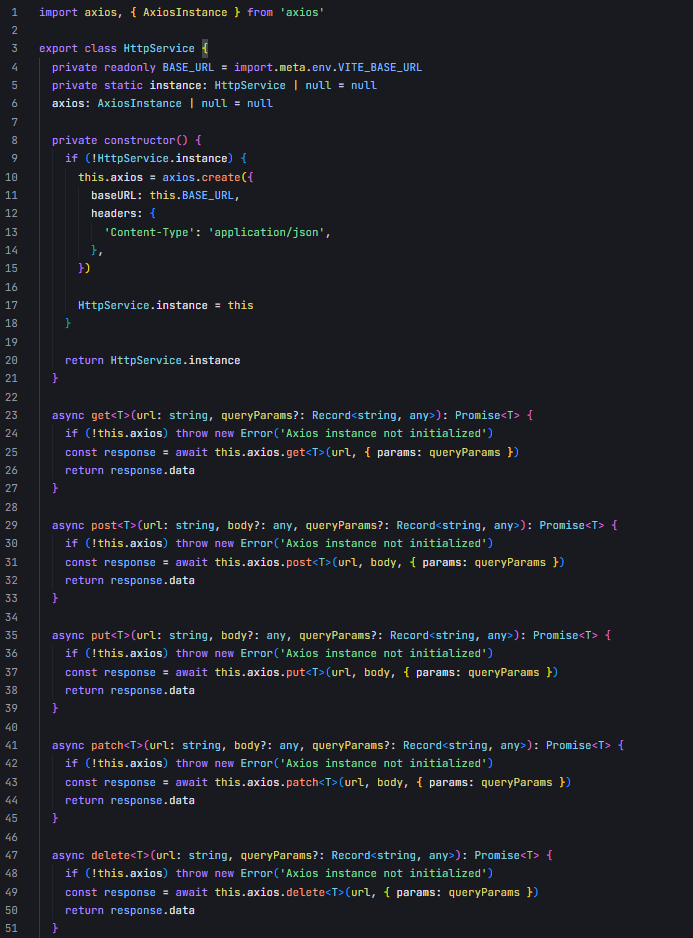 1 import axios, { AxiosInstance } from 'axios'
2
3 export class HttpService {
4 private readonly BASE_URL = import.meta.env.VITE_BASE_URL
5 private static instance: HttpService | null = null
6 axios: AxiosInstance | null = null
7
8 private constructor() {
9 if (!HttpService.instance) {
10 this.axios = axios.create({
11 baseURL: this.BASE_URL,
12 headers: {
13 'Content-Type': 'application/json',
14 },
15 })
16
17 HttpService.instance = this
18 }
19
20 return HttpService.instance
21 }
22
23 async get<T>(url: string, queryParams?: Record<string, any>): Promise<T> {
24 if (!this.axios) throw new Error('Axios instance not initialized')
25 const response = await this.axios.get<T>(url, { params: queryParams })
26 return response.data
27 }
28
29 async post<T>(url: string, body?: any, queryParams?: Record<string, any>): Promise<T> {
30 if (!this.axios) throw new Error('Axios instance not initialized')
31 const response = await this.axios.post<T>(url, body, { params: queryParams })
32 return response.data
33 }
34
35 async put<T>(url: string, body?: any, queryParams?: Record<string, any>): Promise<T> {
36 if (!this.axios) throw new Error('Axios instance not initialized')
37 const response = await this.axios.put<T>(url, body, { params: queryParams })
38 return response.data
39 }
40
41 async patch<T>(url: string, body?: any, queryParams?: Record<string, any>): Promise<T> {
42 if (!this.axios) throw new Error('Axios instance not initialized')
43 const response = await this.axios.patch<T>(url, body, { params: queryParams })
44 return response.data
45 }
46
47 async delete<T>(url: string, queryParams?: Record<string, any>): Promise<T> {
48 if (!this.axios) throw new Error('Axios instance not initialized')
49 const response = await this.axios.delete<T>(url, { params: queryParams })
50 return response.data
51 }